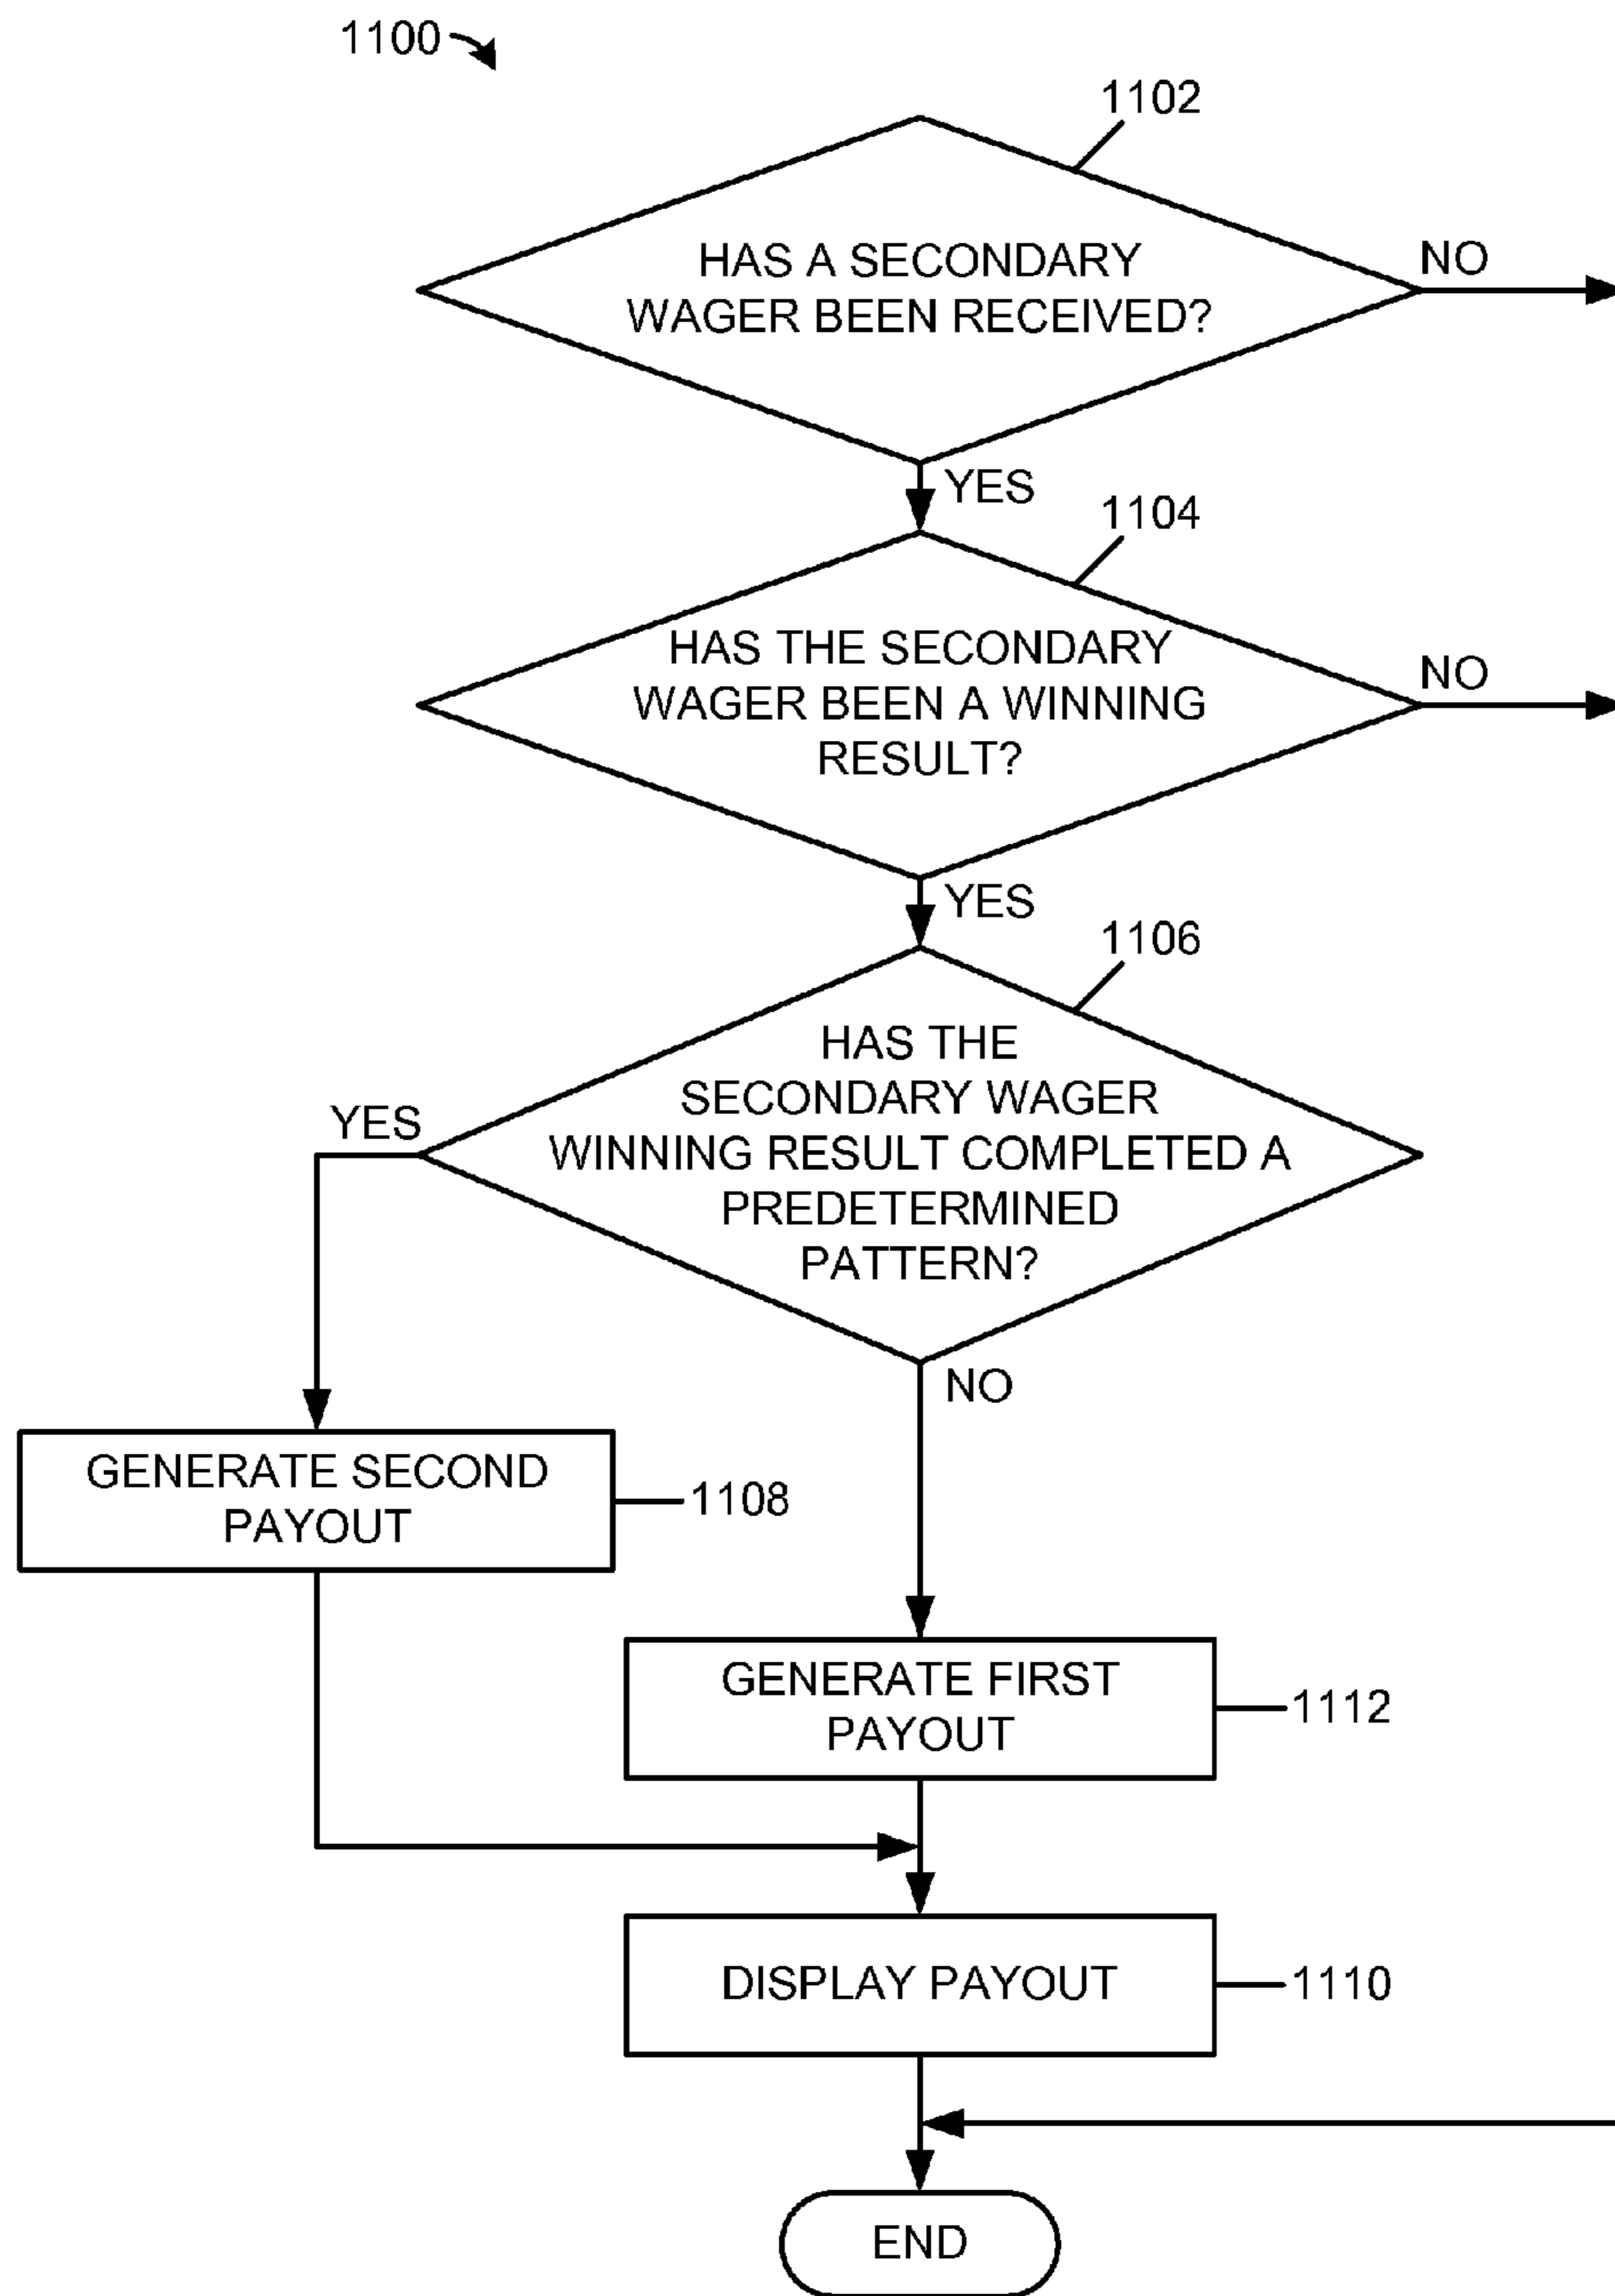 1100
1102
HAS A SECONDARY
WAGER BEEN RECEIVED?
NO
YES
1104
HAS THE SECONDARY
WAGER BEEN A WINNING
RESULT?
NO
YES
1106
HAS THE
SECONDARY WAGER
WINNING RESULT COMPLETED A
PREDETERMINED
PATTERN?
YES
NO
GENERATE SECOND
PAYOUT
1108
GENERATE FIRST
PAYOUT
1112
DISPLAY PAYOUT
1110
END